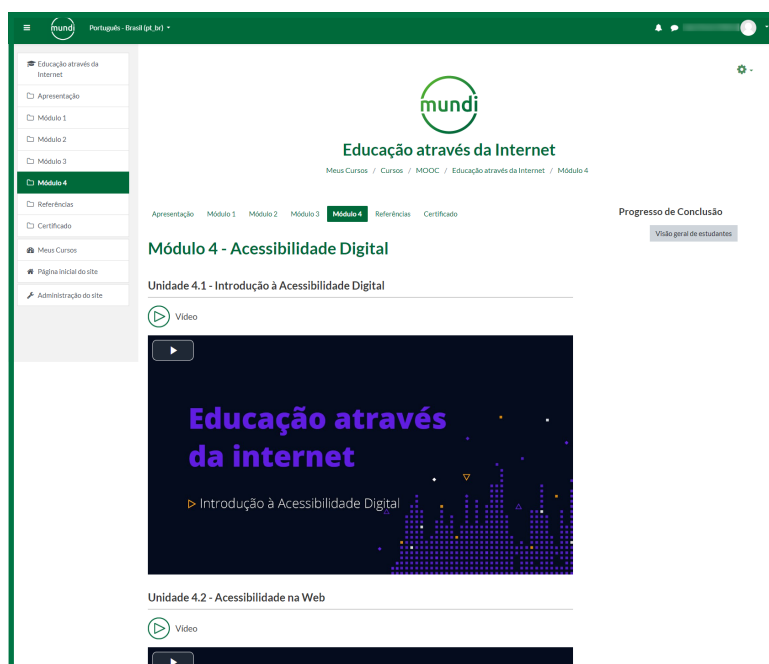 mundi
Português - Brasil (pt_br)
Educação através da
Internet
Apresentação
Módulo 1
Módulo 2
Módulo 3
Módulo 4
Referências
Certificado
Meus Cursos
Página inicial do site
Administração do site
mundi
Educação através da Internet
Meus Cursos / Cursos / MOOC / Educação através da Internet / Módulo 4
Apresentação Módulo 1 Módulo 2 Módulo 3 Módulo 4 Referências Certificado
Módulo 4 - Acessibilidade Digital
Unidade 4.1 - Introdução à Acessibilidade Digital
Vídeo
Educação através
da internet
Introdução à Acessibilidade Digital
Unidade 4.2 - Acessibilidade na Web
Vídeo
Progresso de Conclusão
Visão geral de estudantes